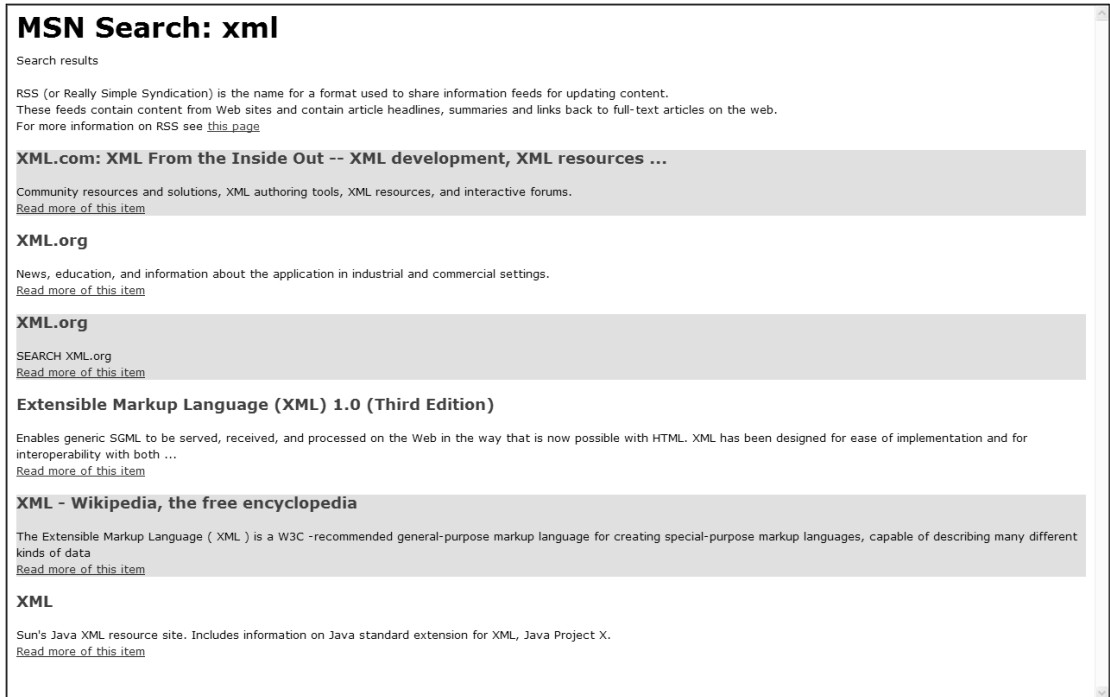 MSN Search: xml
Search results
RSS (or Really Simple Syndication) is the name for a format used to share information feeds for updating content.
These feeds contain content from Web sites and contain article headlines, summaries and links back to full-text articles on the web.
For more information on RSS see this page
XML.com: XML From the Inside Out -- XML development, XML resources ...
Community resources and solutions, XML authoring tools, XML resources, and interactive forums.
Read more of this item
XML.org
News, education, and information about the application in industrial and commercial settings.
Read more of this item
XML.org
SEARCH XML.org
Read more of this item
Extensible Markup Language (XML) 1.0 (Third Edition)
Enables generic SGML to be served, received, and processed on the Web in the way that is now possible with HTML. XML has been designed for ease of implementation and for
interoperability with both ...
Read more of this item
XML - Wikipedia, the free encyclopedia
The Extensible Markup Language ( XML ) is a W3C -recommended general-purpose markup language for creating special-purpose markup languages, capable of describing many different
kinds of data
Read more of this item
XML
Sun's Java XML resource site. Includes information on Java standard extension for XML, Java Project X.
Read more of this item